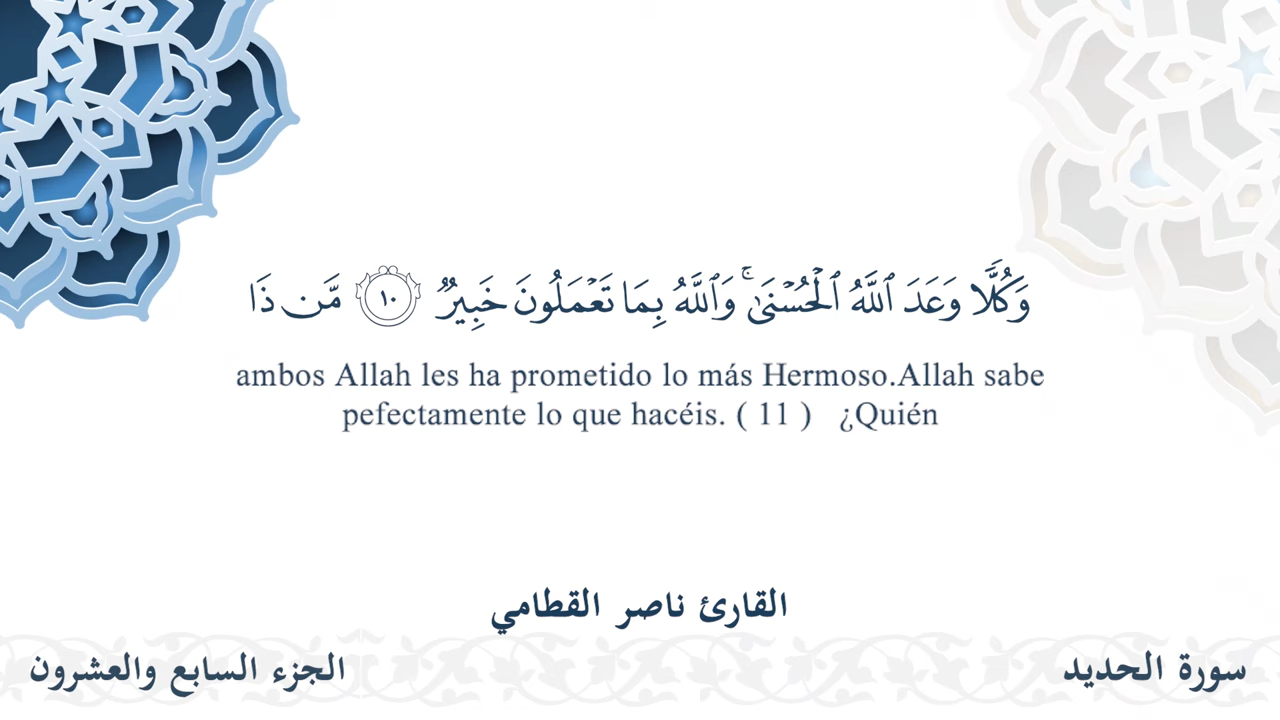 وَكُلًّا وَعَدَ ٱللَّهُ ٱلْحُسْنَىٰ ۚ وَٱللَّهُ بِمَا تَعْمَلُونَ خَبِيرٌ ١٠ مَّن ذَا
ambos Allah les ha prometido lo más Hermoso.Allah sabe
pefectamente lo que hacéis. ( 11 ) ¿Quién
القارئ ناصر القطامي
سورة الحديد
الجزء السابع والعشرون